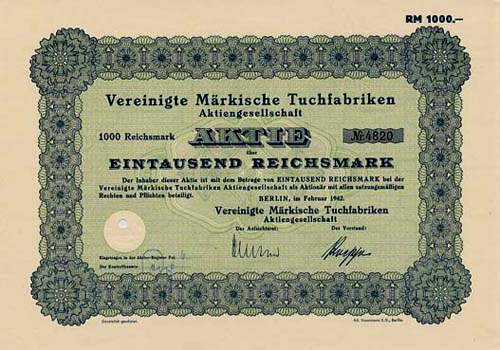 RM 1000.—
Vereinigte Märkische Tuchfabriken
Aktiengesellschaft
1000 Reichsmark AKTIE № 4820
über
EINTAUSEND REICHSMARK
Der Inhaber dieser Aktie ist mit dem Betrage von EINTAUSEND REICHSMARK bei der
Vereinigte Märkische Tuchfabriken Aktiengesellschaft als Aktionär mit allen satzungsmäßigen
Rechten und Pflichten beteiligt.
BERLIN, im Februar 1942.
Vereinigte Märkische Tuchfabriken
Aktiengesellschaft
Der Aufsichtsrat: Der Vorstand:
Eingetragen in das Aktien-Register Fol.
Der Kontrollbeamte: